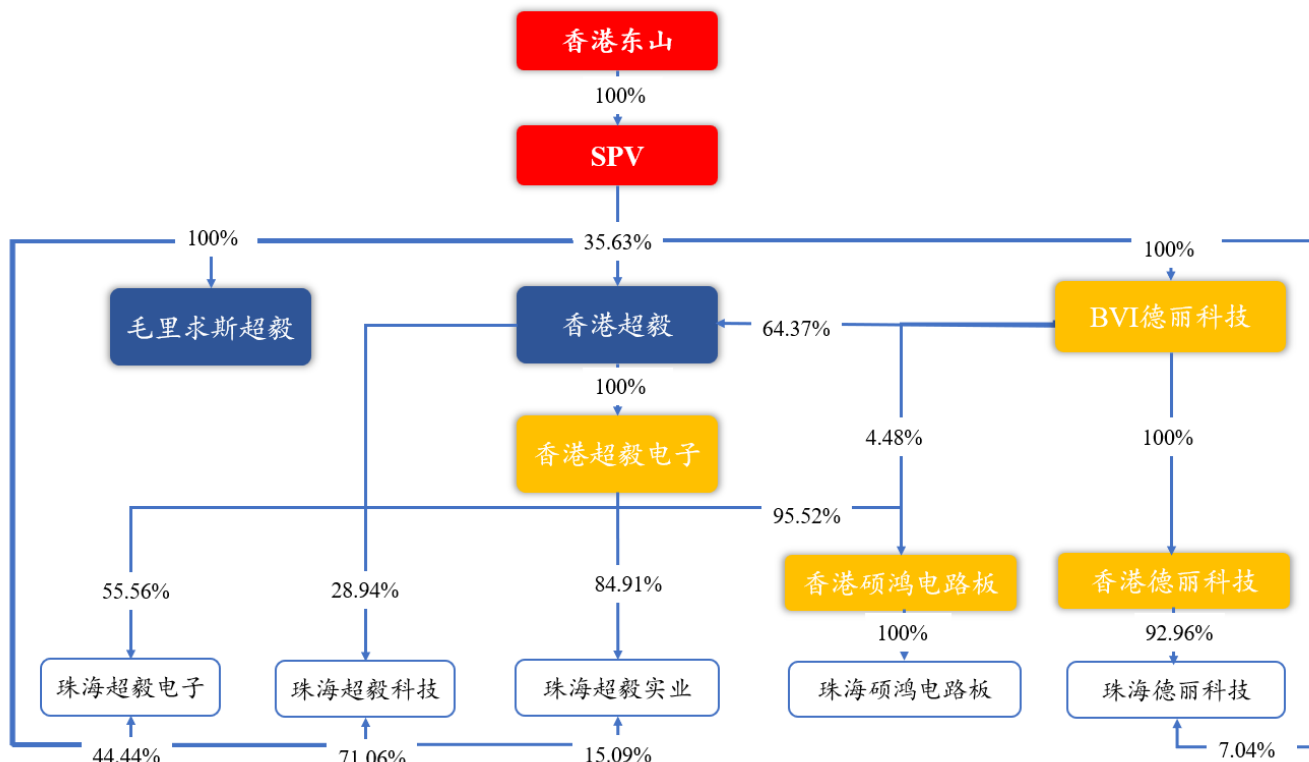 香港东山
100%
SPV
100%
35.63%
100%
毛里求斯超毅
香港超毅
64.37%
BVI德丽科技
100%
香港超毅电子
4.48%
100%
95.52%
55.56%
28.94%
84.91%
香港硕鸿电路板
香港德丽科技
100%
92.96%
珠海超毅电子
珠海超毅科技
珠海超毅实业
珠海硕鸿电路板
珠海德丽科技
44.44%
71.06%
15.09%
7.04%